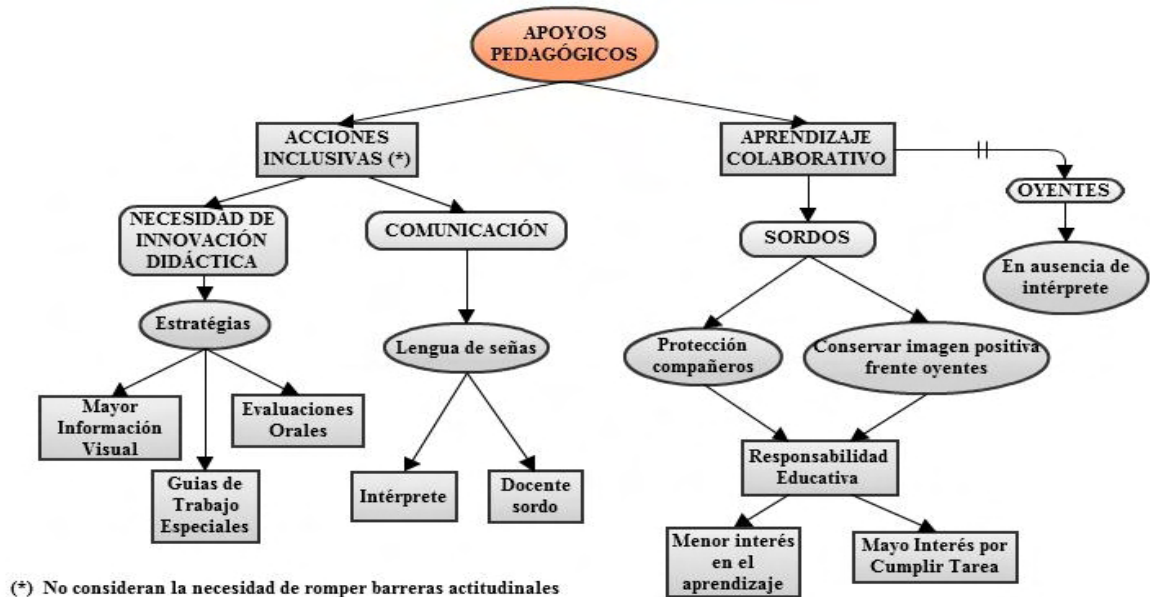 APOYOS
PEDAGÓGICOS
ACCIONES
INCLUSIVAS (*)
APRENDIZAJE
COLABORATIVO
OYENTES
NECESIDAD DE
INNOVACIÓN
DIDÁCTICA
COMUNICACIÓN
SORDOS
En ausencia de
intérprete
Estratégias
Lengua de señas
Protección
compañeros
Conservar imagen positiva
frente oyentes
Mayor
Información
Visual
Evaluaciones
Orales
Guias de
Trabajo
Especiales
Intérprete
Docente
sordo
Responsabilidad
Educativa
Menor interés
en el
aprendizaje
Mayo Interés por
Cumplir Tarea
(*) No consideran la necesidad de romper barreras actitudinales